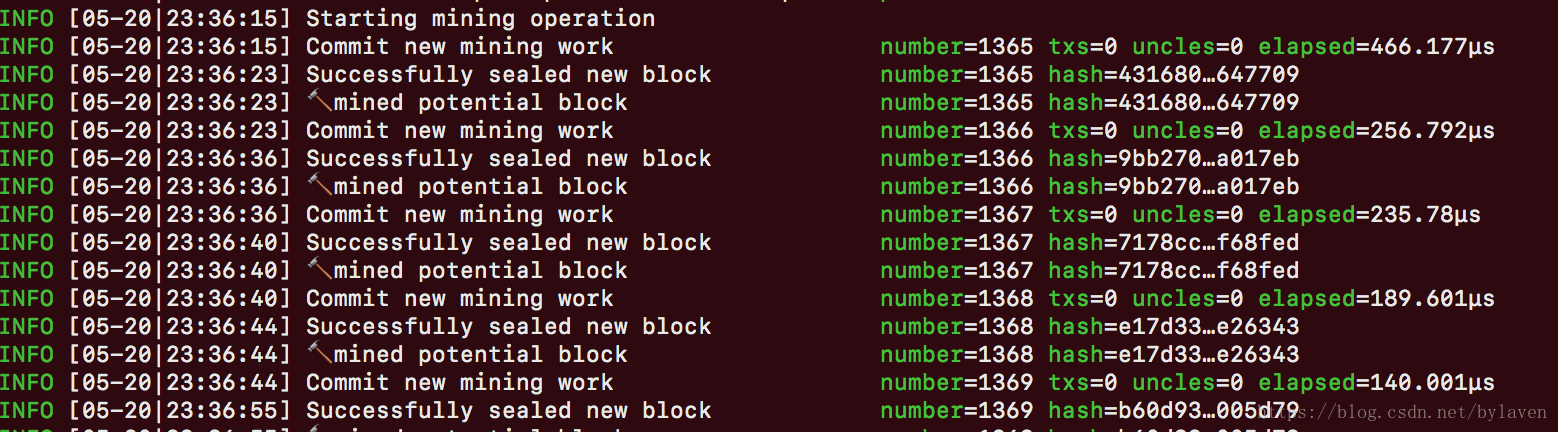 INFO [05-20|23:36:15] Starting mining operation
INFO [05-20|23:36:15] Commit new mining work number=1365 txs=0 uncles=0 elapsed=466.177µs
INFO [05-20|23:36:23] Successfully sealed new block number=1365 hash=431680…647709
INFO [05-20|23:36:23] 🔨mined potential block number=1365 hash=431680…647709
INFO [05-20|23:36:23] Commit new mining work number=1366 txs=0 uncles=0 elapsed=256.792µs
INFO [05-20|23:36:36] Successfully sealed new block number=1366 hash=9bb270…a017eb
INFO [05-20|23:36:36] 🔨mined potential block number=1366 hash=9bb270…a017eb
INFO [05-20|23:36:36] Commit new mining work number=1367 txs=0 uncles=0 elapsed=235.78µs
INFO [05-20|23:36:40] Successfully sealed new block number=1367 hash=7178cc…f68fed
INFO [05-20|23:36:40] 🔨mined potential block number=1367 hash=7178cc…f68fed
INFO [05-20|23:36:40] Commit new mining work number=1368 txs=0 uncles=0 elapsed=189.601µs
INFO [05-20|23:36:44] Successfully sealed new block number=1368 hash=e17d33…e26343
INFO [05-20|23:36:44] 🔨mined potential block number=1368 hash=e17d33…e26343
INFO [05-20|23:36:44] Commit new mining work number=1369 txs=0 uncles=0 elapsed=140.001µs
INFO [05-20|23:36:55] Successfully sealed new block number=1369 hash=b60d93…005d79
https://blog.csdn.net/bylaven